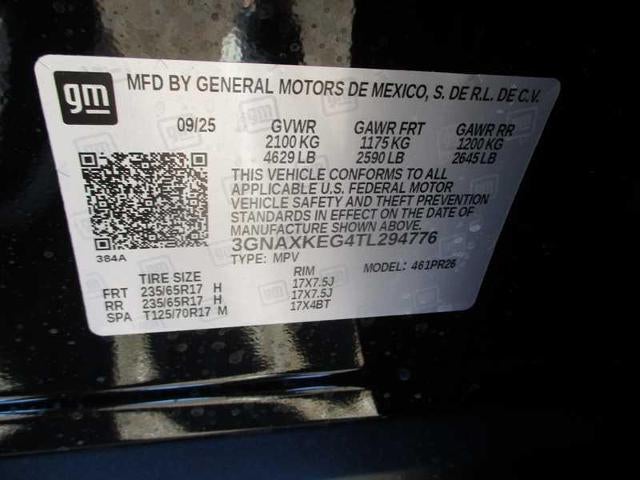 gm MFD BY GENERAL MOTORS DE MEXICO, S. DE R.L. DE C.V.
09/25 GVWR GAWR FRT GAWR RR
2100 KG 1175 KG 1200 KG
4629 LB 2590 LB 2645 LB
THIS VEHICLE CONFORMS TO ALL
APPLICABLE U.S. FEDERAL MOTOR
VEHICLE SAFETY AND THEFT PREVENTION
STANDARDS IN EFFECT ON THE DATE OF
MANUFACTURE SHOWN ABOVE.
3GNAXKEG4TL294776
384A TYPE: MPV MODEL: 461PR26
TIRE SIZE RIM
FRT 235/65R17 H 17X7.5J
RR 235/65R17 H 17X7.5J
SPA T125/70R17 M 17X4BT